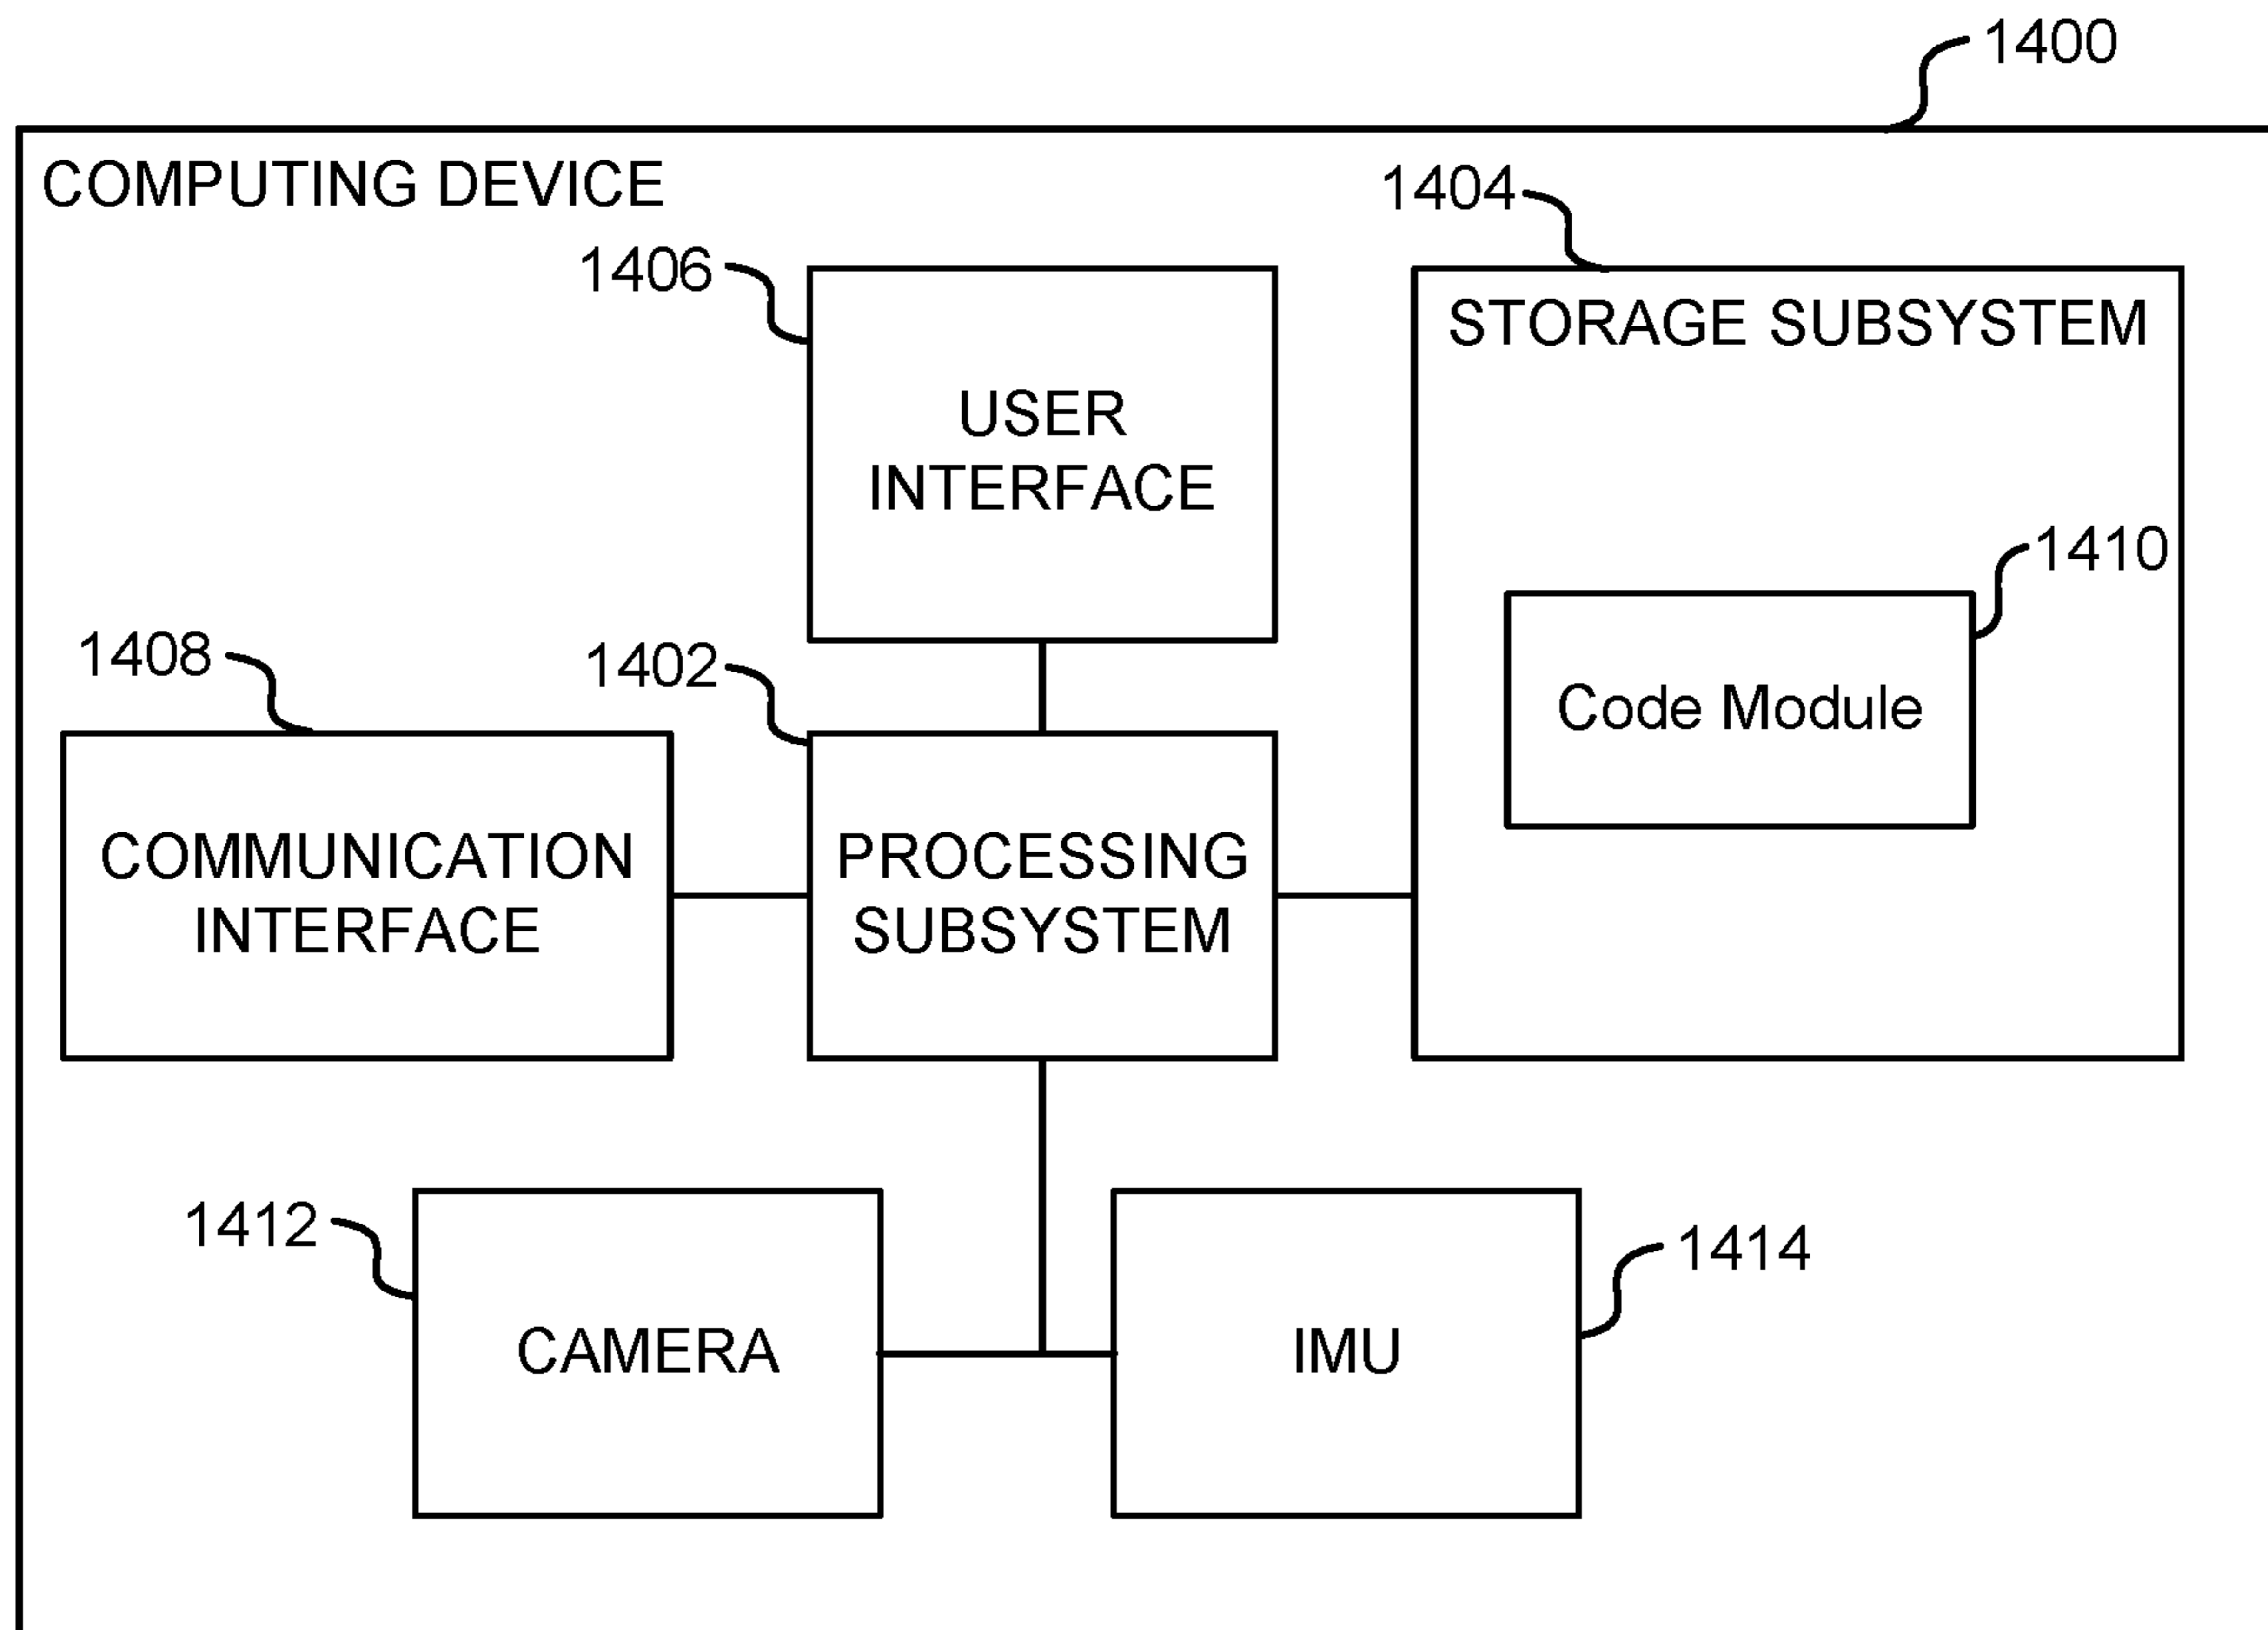 1400
COMPUTING DEVICE
1404
1406
STORAGE SUBSYSTEM
USER
INTERFACE
1410
1408
1402
Code Module
COMMUNICATION
INTERFACE
PROCESSING
SUBSYSTEM
1412
1414
CAMERA
IMU